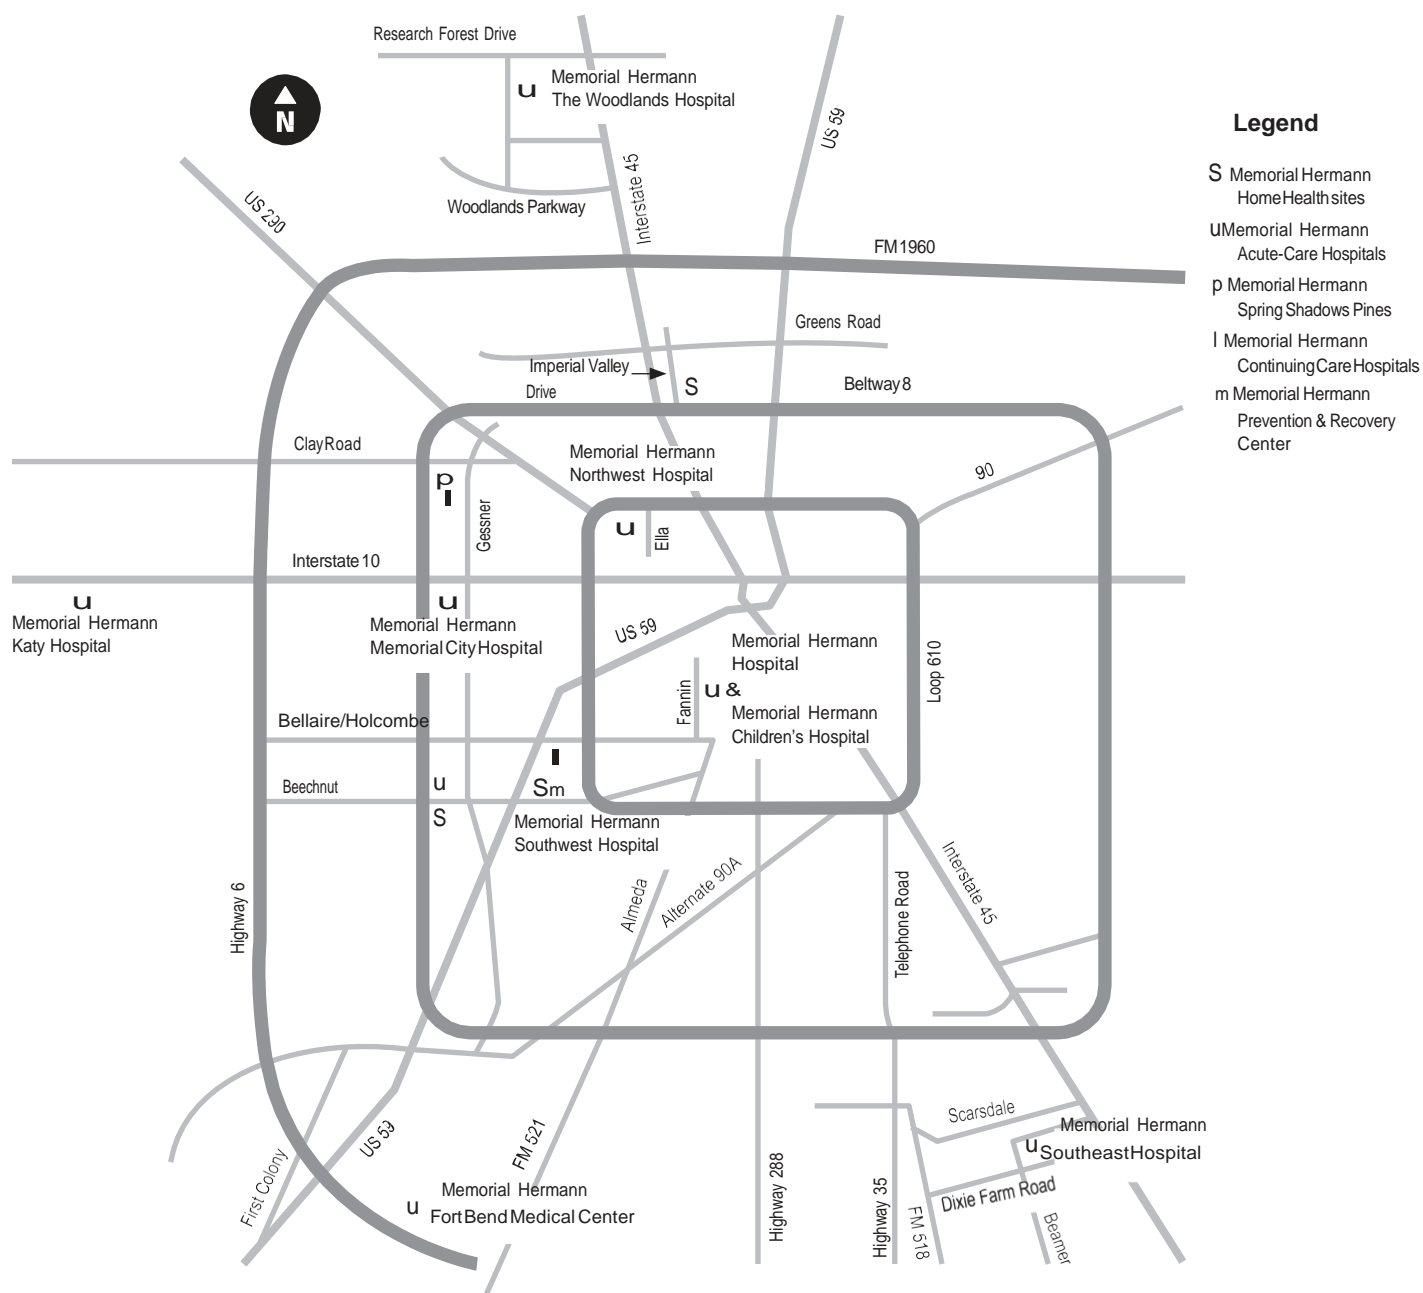 Research Forest Drive
u Memorial Hermann
The Woodlands Hospital
N
US 59
Legend
S Memorial Hermann
Home Health sites
u Memorial Hermann
Acute-Care Hospitals
p Memorial Hermann
Spring Shadows Pines
l Memorial Hermann
Continuing Care Hospitals
m Memorial Hermann
Prevention & Recovery
Center
US 290
Interstate 45
Woodlands Parkway
FM 1960
Greens Road
Imperial Valley
Drive
S
Beltway 8
Clay Road
Memorial Hermann
Northwest Hospital
90
p
Gessner
u
Ella
Interstate 10
u
Memorial Hermann
Katy Hospital
u
Memorial Hermann
Memorial City Hospital
US 59
Memorial Hermann
Hospital
Loop 610
Fannin
u &
Memorial Hermann
Children's Hospital
Bellaire/Holcombe
Beechnut
u
S
Sm
Memorial Hermann
Southwest Hospital
Highway 6
Almeda
Alternate 90A
Telephone Road
Interstate 45
Scarsdale
Memorial Hermann
u Southeast Hospital
Dixie Farm Road
US 59
FM 521
First Colony
Memorial Hermann
u Fort Bend Medical Center
Highway 288
Highway 35
FM 518
Beamer